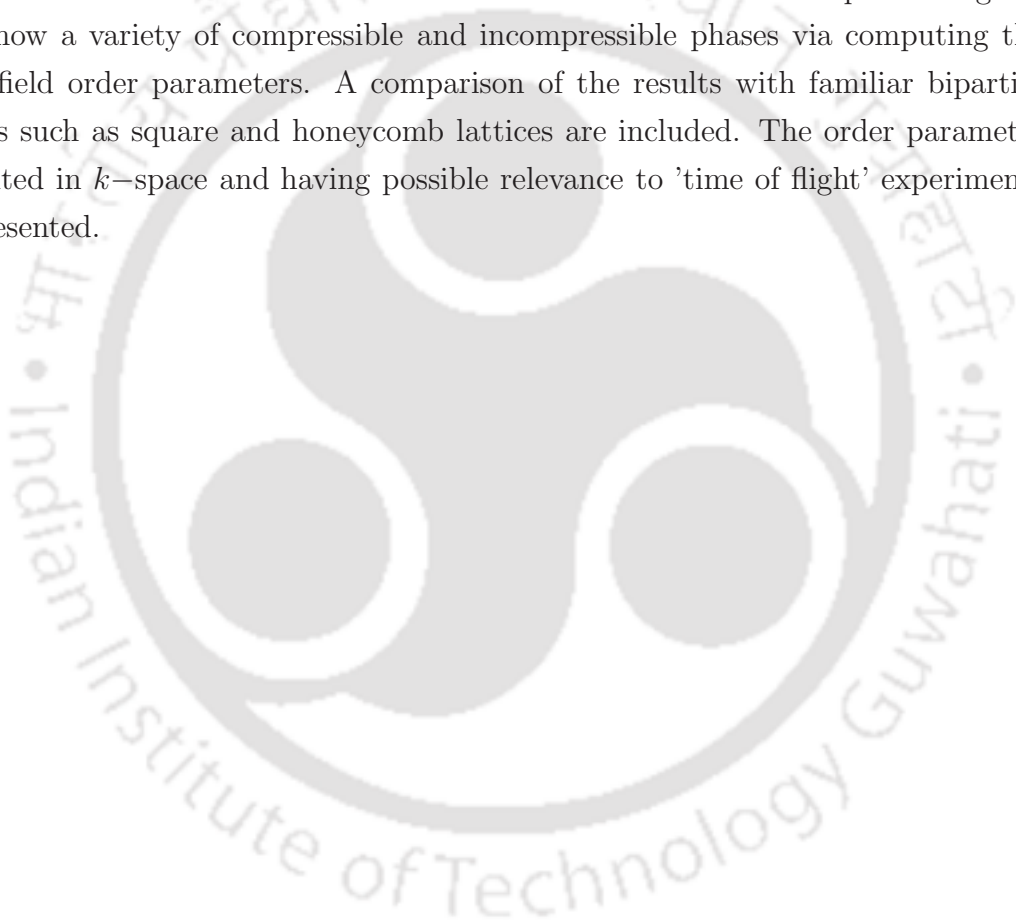 now a variety of compressible and incompressible phases via computing th
field order parameters. A comparison of the results with familiar biparti
s such as square and honeycomb lattices are included. The order paramet
ted in k−space and having possible relevance to 'time of flight' experimen
esented.
Indian Institute of Technology Guwahati